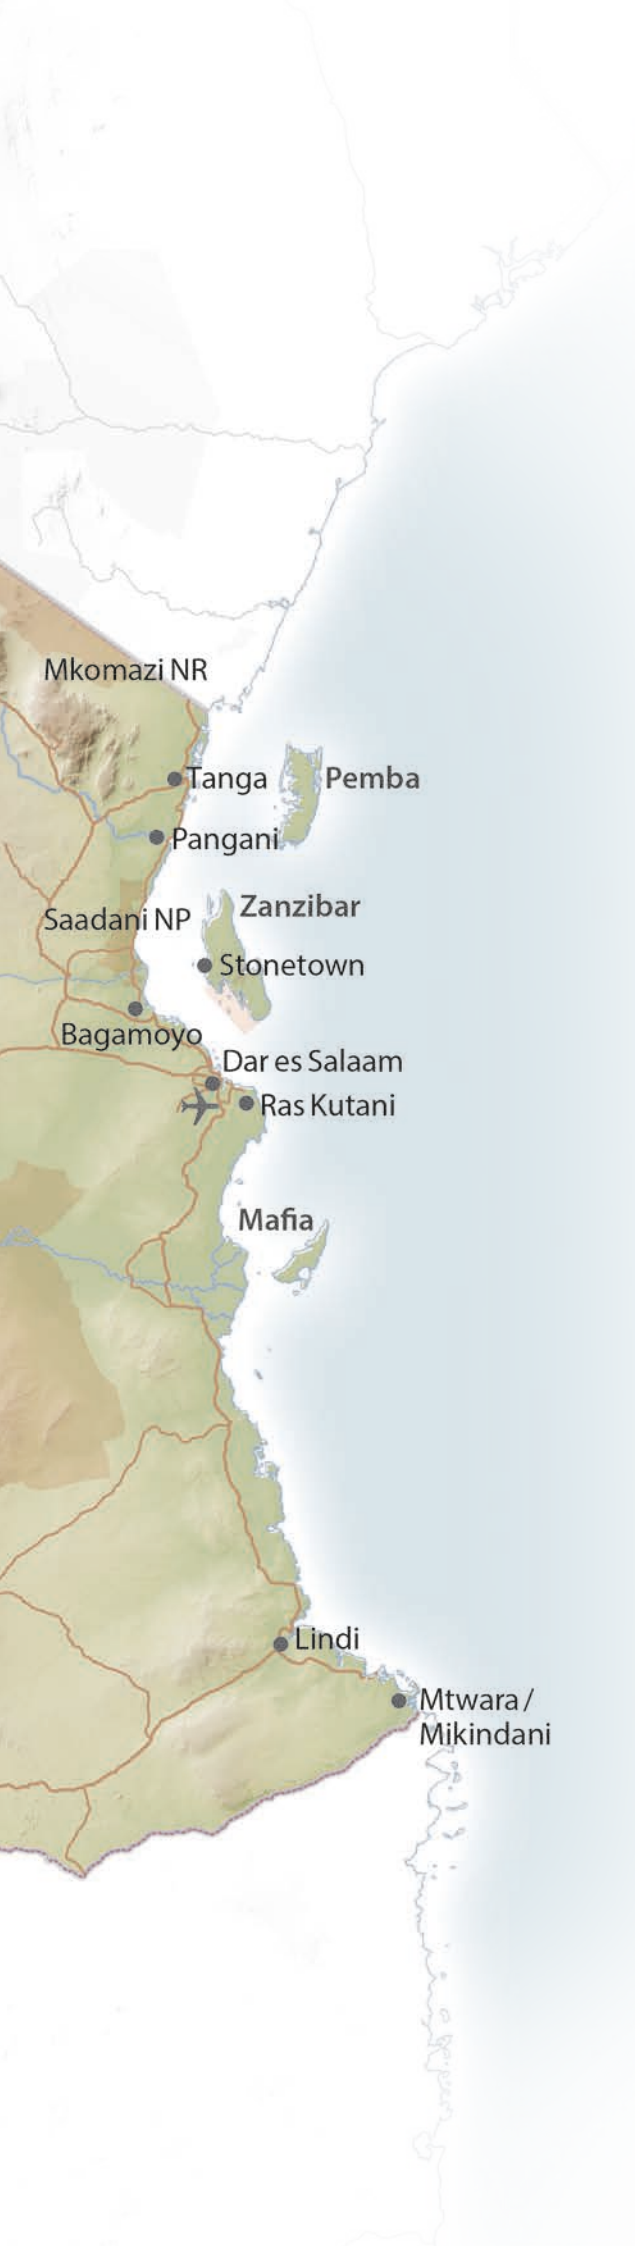 Mkomazi NR
Tanga
Pemba
Pangani
Zanzibar
Saadani NP
Stonetown
Bagamoyo
Dar es Salaam
Ras Kutani
Mafia
Lindi
Mtwara /
Mikindani